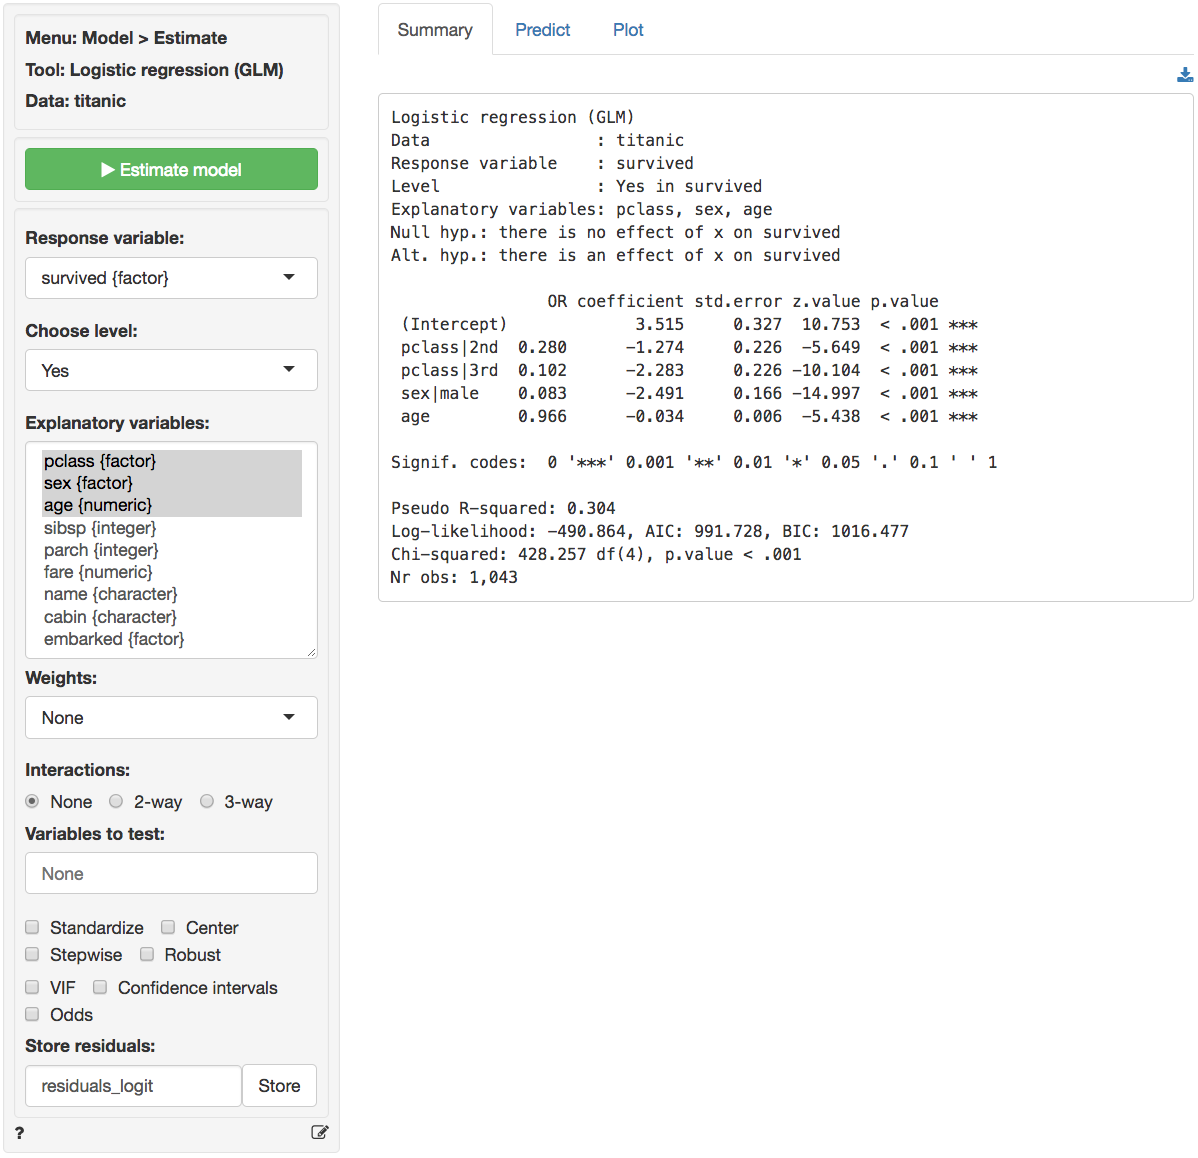 Menu: Model > Estimate
Tool: Logistic regression (GLM)
Data: titanic
Estimate model
Response variable:
survived {factor}
Choose level:
Yes
Explanatory variables:
pclass {factor}
sex {factor}
age {numeric}
sibsp {integer}
parch {integer}
fare {numeric}
name {character}
cabin {character}
embarked {factor}
Weights:
None
Interactions:
None 2-way 3-way
Variables to test:
None
Standardize Center
Stepwise Robust
VIF Confidence intervals
Odds
Store residuals:
residuals_logit Store
?
Summary Predict Plot
Logistic regression (GLM)
Data : titanic
Response variable : survived
Level : Yes in survived
Explanatory variables: pclass, sex, age
Null hyp.: there is no effect of x on survived
Alt. hyp.: there is an effect of x on survived
OR coefficient std.error z.value p.value
(Intercept) 3.515 0.327 10.753 < .001 ***
pclass|2nd 0.280 -1.274 0.226 -5.649 < .001 ***
pclass|3rd 0.102 -2.283 0.226 -10.104 < .001 ***
sex|male 0.083 -2.491 0.166 -14.997 < .001 ***
age 0.966 -0.034 0.006 -5.438 < .001 ***
Signif. codes: 0 '***' 0.001 '**' 0.01 '*' 0.05 '.' 0.1 ' ' 1
Pseudo R-squared: 0.304
Log-likelihood: -490.864, AIC: 991.728, BIC: 1016.477
Chi-squared: 428.257 df(4), p.value < .001
Nr obs: 1,043